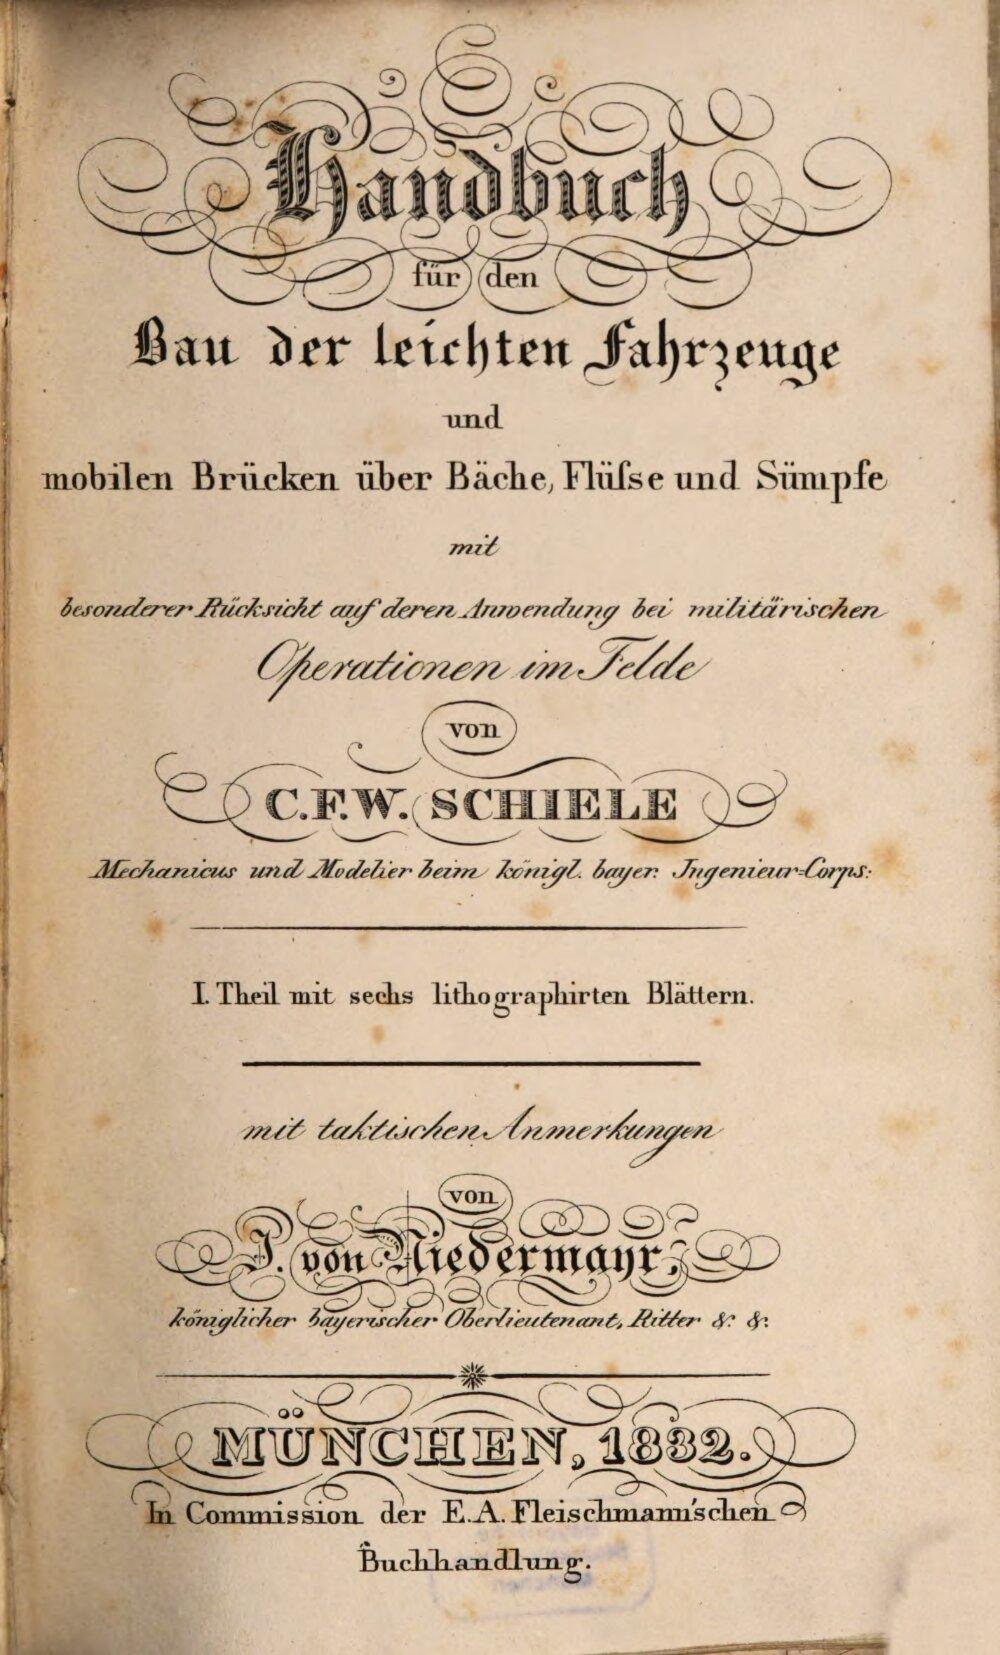 Handbuch
für den
Bau der leichten Fahrzeuge
und
mobilen Brücken über Bäche, Flüſse und Sümpfe
mit
besonderer Rücksicht auf deren Anwendung bei militärischen
Operationen im Felde
von
C.F.W. SCHIELE
Mechanicus und Modelier beim königl. bayer. Ingenieur-Corps:
I. Theil mit sechs lithographirten Blättern.
mit taktischen Anmerkungen
von
J. von Niedermayr,
königlicher bayerischer Oberlieutenant, Ritter &. &.
MÜNCHEN, 1832.
In Commission der E. A. Fleischmann'schen
Buchhandlung.